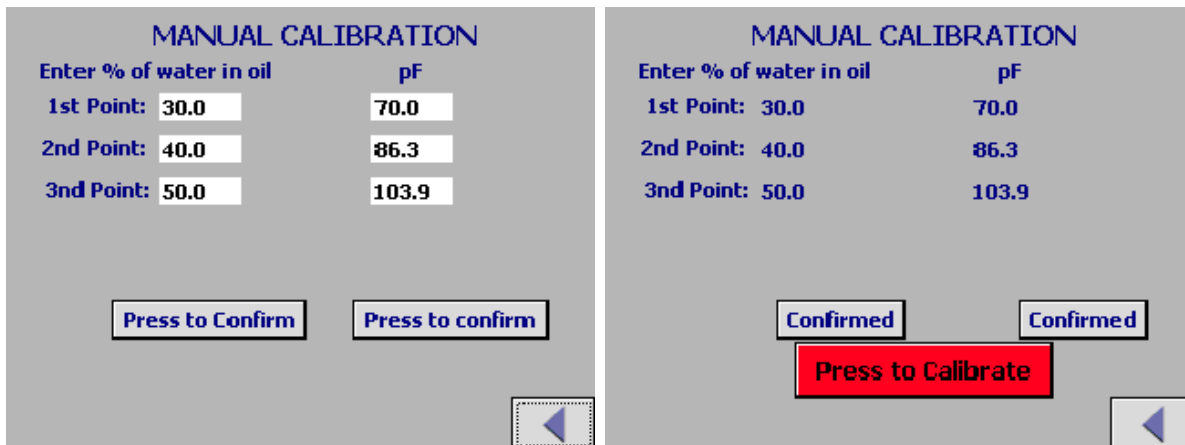 MANUAL CALIBRATION
Enter % of water in oil pF
1st Point: 30.0 70.0
2nd Point: 40.0 86.3
3nd Point: 50.0 103.9
Press to Confirm Press to confirm
MANUAL CALIBRATION
Enter % of water in oil pF
1st Point: 30.0 70.0
2nd Point: 40.0 86.3
3nd Point: 50.0 103.9
Confirmed Confirmed
Press to Calibrate